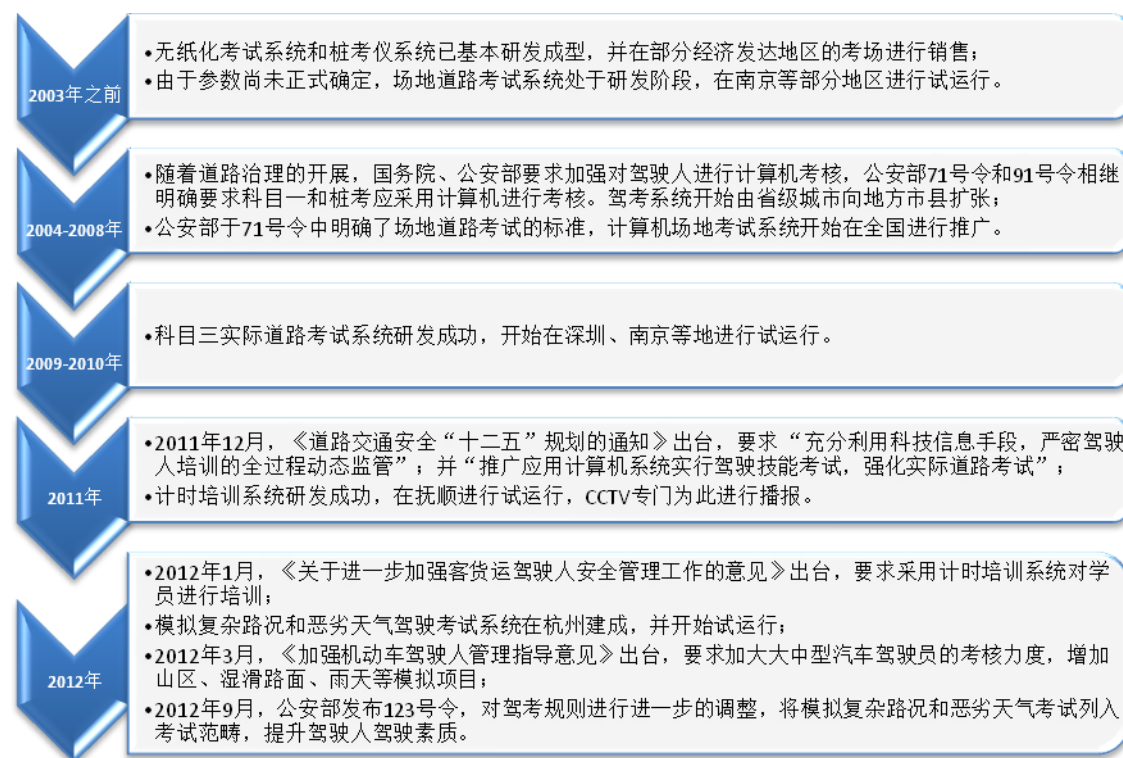 2003年之前
•无纸化考试系统和桩考仪系统已基本研发成型，并在部分经济发达地区的考场进行销售；
•由于参数尚未正式确定，场地道路考试系统处于研发阶段，在南京等部分地区进行试运行。
2004-2008年
•随着道路治理的开展，国务院、公安部要求加强对驾驶人进行计算机考核，公安部71号令和91号令相继
明确要求科目一和桩考应采用计算机进行考核。驾考系统开始由省级城市向地方市县扩张；
•公安部于71号令中明确了场地道路考试的标准，计算机场地考试系统开始在全国进行推广。
2009-2010年
•科目三实际道路考试系统研发成功，开始在深圳、南京等地进行试运行。
2011年
•2011年12月，《道路交通安全“十二五”规划的通知》出台，要求“充分利用科技信息手段，严密驾驶
人培训的全过程动态监管”；并“推广应用计算机系统实行驾驶技能考试，强化实际道路考试”；
•计时培训系统研发成功，在抚顺进行试运行，CCTV专门为此进行播报。
2012年
•2012年1月，《关于进一步加强客货运驾驶人安全管理工作的意见》出台，要求采用计时培训系统对学
员进行培训；
•模拟复杂路况和恶劣天气驾驶考试系统在杭州建成，并开始试运行；
•2012年3月，《加强机动车驾驶人管理指导意见》出台，要求加大大中型汽车驾驶员的考核力度，增加
山区、湿滑路面、雨天等模拟项目；
•2012年9月，公安部发布123号令，对驾考规则进行进一步的调整，将模拟复杂路况和恶劣天气考试列入
考试范畴，提升驾驶人驾驶素质。